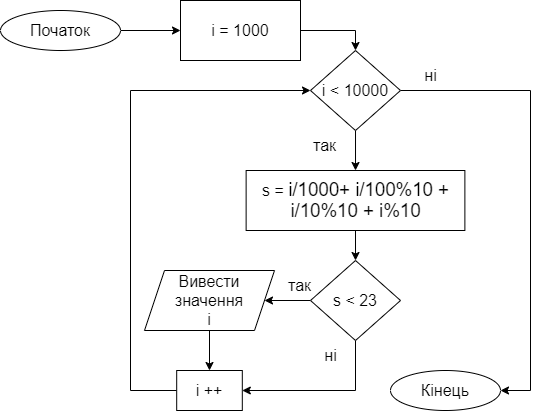 Початок
i = 1000
i < 10000
ні
так
s = i/1000+ i/100%10 +
i/10%10 + i%10
Вивести
значення
i
так
s < 23
ні
i ++
Кінець